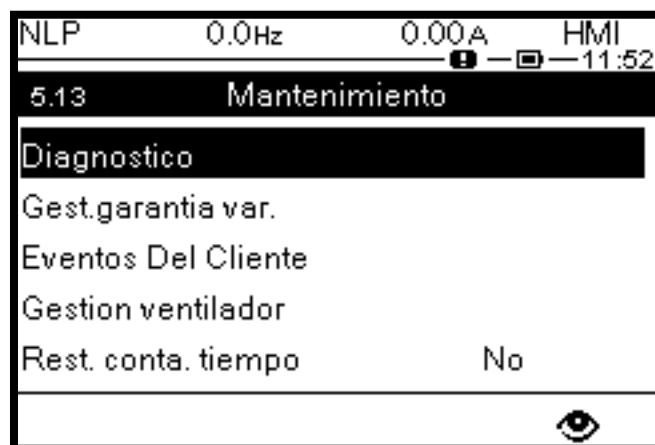 NLP 0.0Hz 0.00A HMI
11:52
5.13 Mantenimiento
Diagnostico
Gest.garantia var.
Eventos Del Cliente
Gestion ventilador
Rest. conta. tiempo No